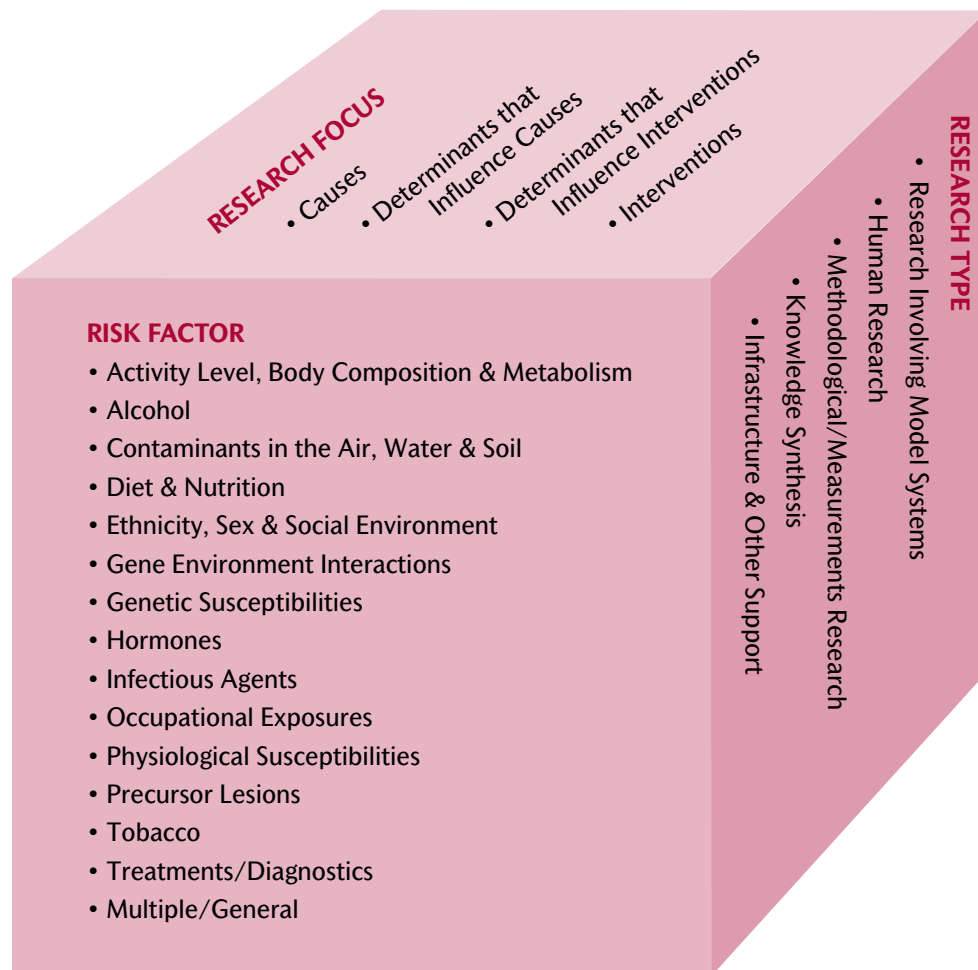 RESEARCH FOCUS
• Causes
• Determinants that
Influence Causes
• Determinants that
Influence Interventions
• Interventions
RISK FACTOR
• Activity Level, Body Composition & Metabolism
• Alcohol
• Contaminants in the Air, Water & Soil
• Diet & Nutrition
• Ethnicity, Sex & Social Environment
• Gene Environment Interactions
• Genetic Susceptibilities
• Hormones
• Infectious Agents
• Occupational Exposures
• Physiological Susceptibilities
• Precursor Lesions
• Tobacco
• Treatments/Diagnostics
• Multiple/General
RESEARCH TYPE
• Research Involving Model Systems
• Human Research
• Methodological/Measurements Research
• Knowledge Synthesis
• Infrastructure & Other Support